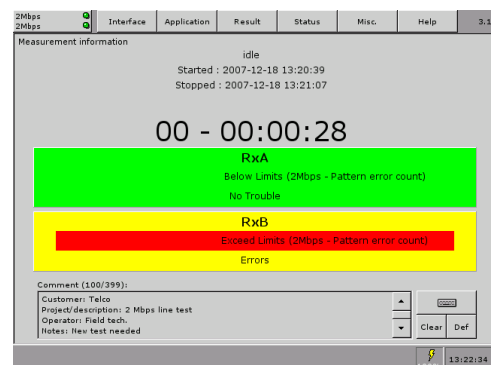 2Mbps
2Mbps
Interface Application Result Status Misc. Help 3.1
Measurement information
idle
Started : 2007-12-18 13:20:39
Stopped : 2007-12-18 13:21:07
00 - 00:00:28
RxA
Below Limits (2Mbps - Pattern error count)
No Trouble
RxB
Exceed Limits (2Mbps - Pattern error count)
Errors
Comment (100/399):
Customer: Telco
Project/description: 2 Mbps line test
Operator: Field tech.
Notes: New test needed
Clear Def
13:22:34